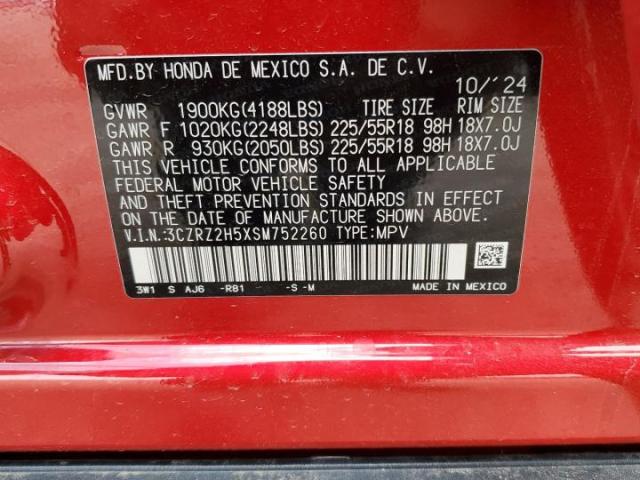 MFD.BY HONDA DE MEXICO S.A. DE C.V.
10/'24
GVWR 1900KG(4188LBS) TIRE SIZE RIM SIZE
GAWR F 1020KG(2248LBS) 225/55R18 98H 18X7.0J
GAWR R 930KG(2050LBS) 225/55R18 98H 18X7.0J
THIS VEHICLE CONFORMS TO ALL APPLICABLE
FEDERAL MOTOR VEHICLE SAFETY
AND THEFT PREVENTION STANDARDS IN EFFECT
ON THE DATE OF MANUFACTURE SHOWN ABOVE.
V.I.N.:3CZRZ2H5XSM752260 TYPE:MPV
3W1 S AJ6 -RB1 -S -M MADE IN MEXICO